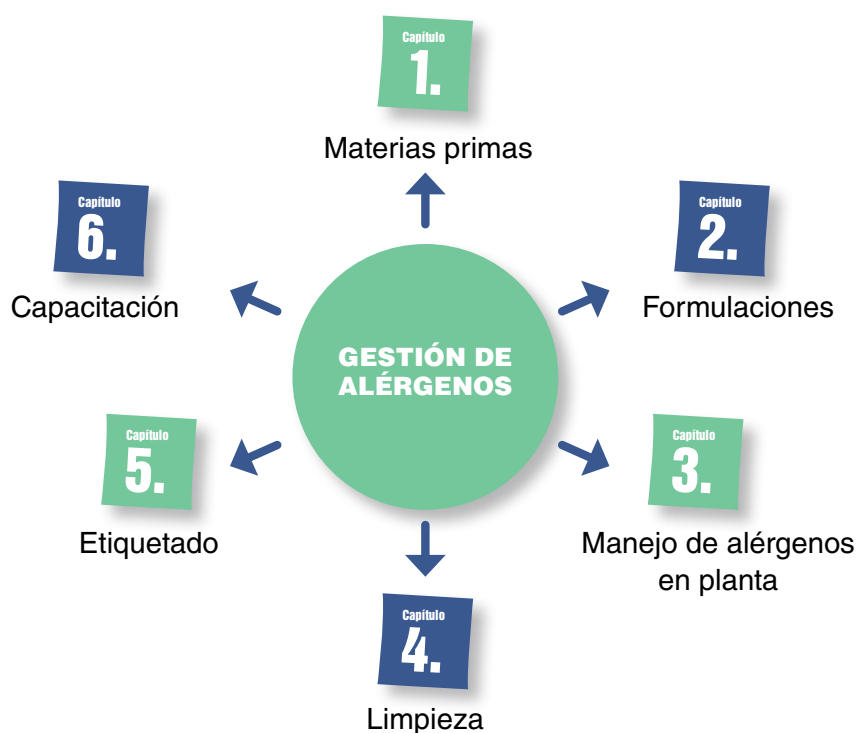 Capítulo
1.
Materias primas
Capítulo
2.
Formulaciones
Capítulo
3.
Manejo de alérgenos
en planta
Capítulo
4.
Limpieza
Capítulo
5.
Etiquetado
Capítulo
6.
Capacitación
GESTIÓN DE
ALÉRGENOS